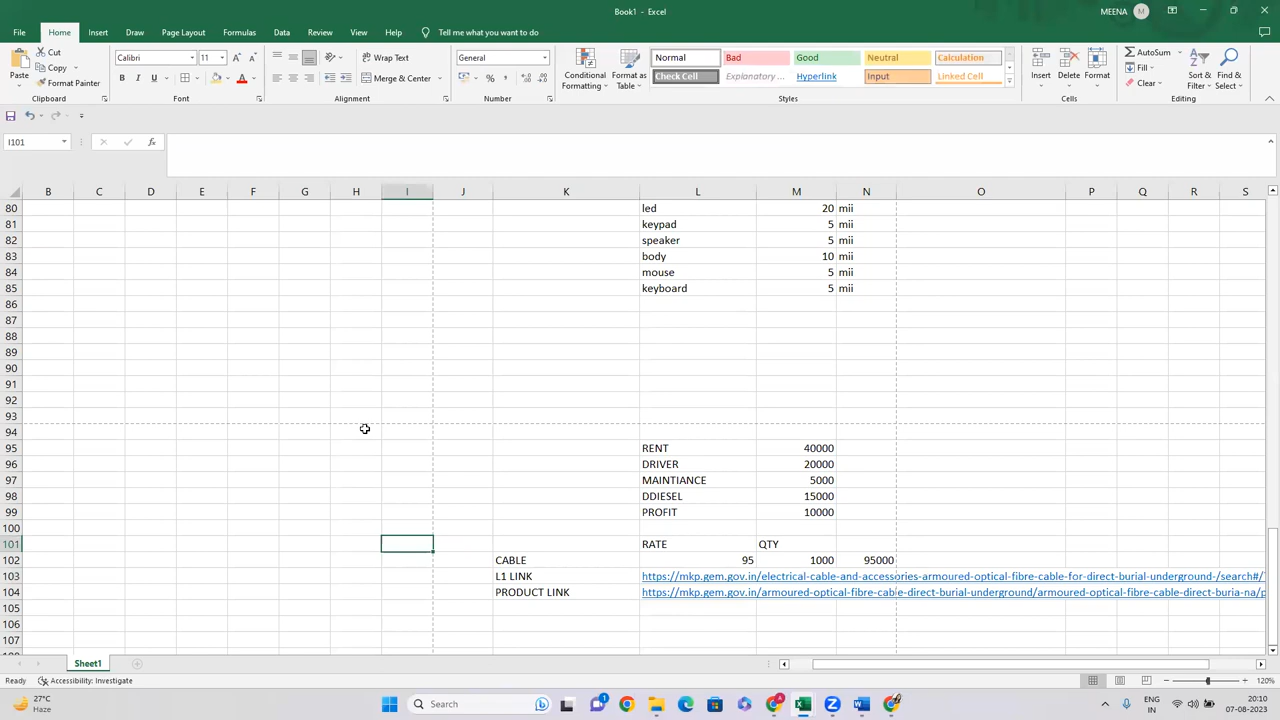 Book1 - Excel
MEENA M
File Home Insert Draw Page Layout Formulas Data Review View Help Tell me what you want to do
Paste Cut Copy Format Painter Clipboard
Calibri 11 B I U Font
Wrap Text Merge & Center Alignment
General % Number
Conditional Formatting Format as Table
Normal Bad Good Neutral Calculation
Check Cell Explanatory ... Hyperlink Input Linked Cell
Styles
Insert Delete Format Cells
AutoSum Fill Clear Sort & Filter Find & Select Editing
I101 fx
B C D E F G H I J K L M N O P Q R S
80 led 20 mii
81 keypad 5 mii
82 speaker 5 mii
83 body 10 mii
84 mouse 5 mii
85 keyboard 5 mii
86
87
88
89
90
91
92
93
94
95 RENT 40000
96 DRIVER 20000
97 MAINTIANCE 5000
98 DDIESEL 15000
99 PROFIT 10000
100
101 RATE QTY
102 CABLE 95 1000 95000
103 L1 LINK https://mkp.gem.gov.in/electrical-cable-and-accessories-armoured-optical-fibre-cable-for-direct-burial-underground-/search#/
104 PRODUCT LINK https://mkp.gem.gov.in/armoured-optical-fibre-cable-direct-burial-underground/armoured-optical-fibre-cable-direct-buria-na/p
105
106
107
Sheet1
Ready Accessibility: Investigate 120%
27°C
Haze
Search
ENG
IN
20:10
07-08-2023